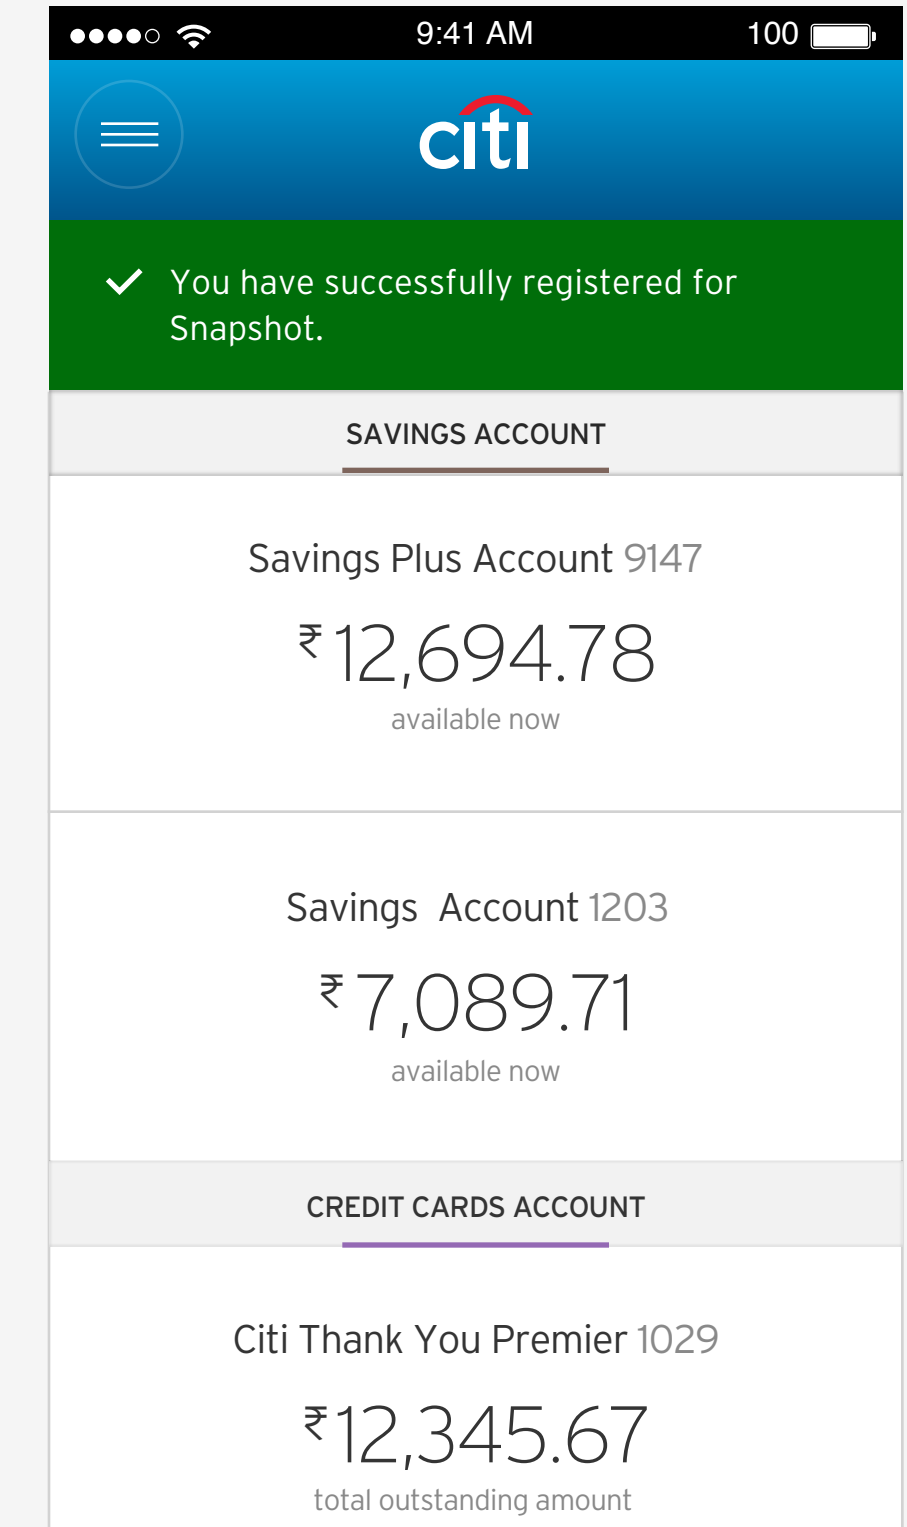 9:41 AM 100
citi
You have successfully registered for
Snapshot.
SAVINGS ACCOUNT
Savings Plus Account 9147
₹12,694.78
available now
Savings  Account 1203
₹7,089.71
available now
CREDIT CARDS ACCOUNT
Citi Thank You Premier 1029
₹12,345.67
total outstanding amount